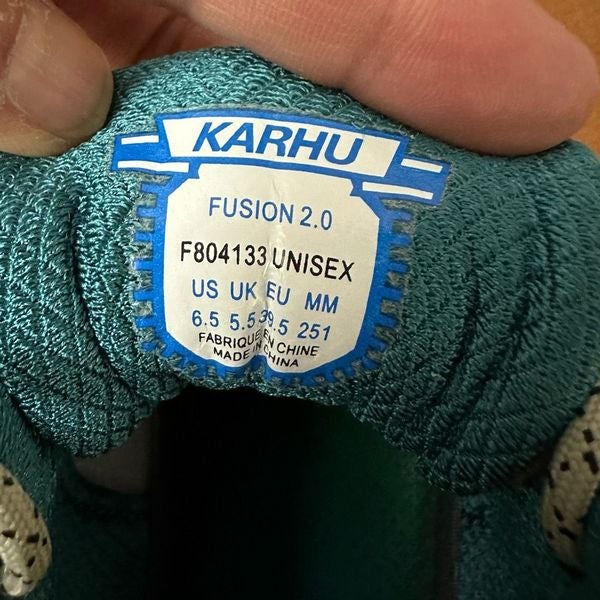 KARHU
FUSION 2.0
F804133 UNISEX
US UK EU MM
6.5 5.5 39.5 251
FABRIQUE EN CHINE
MADE IN CHINA